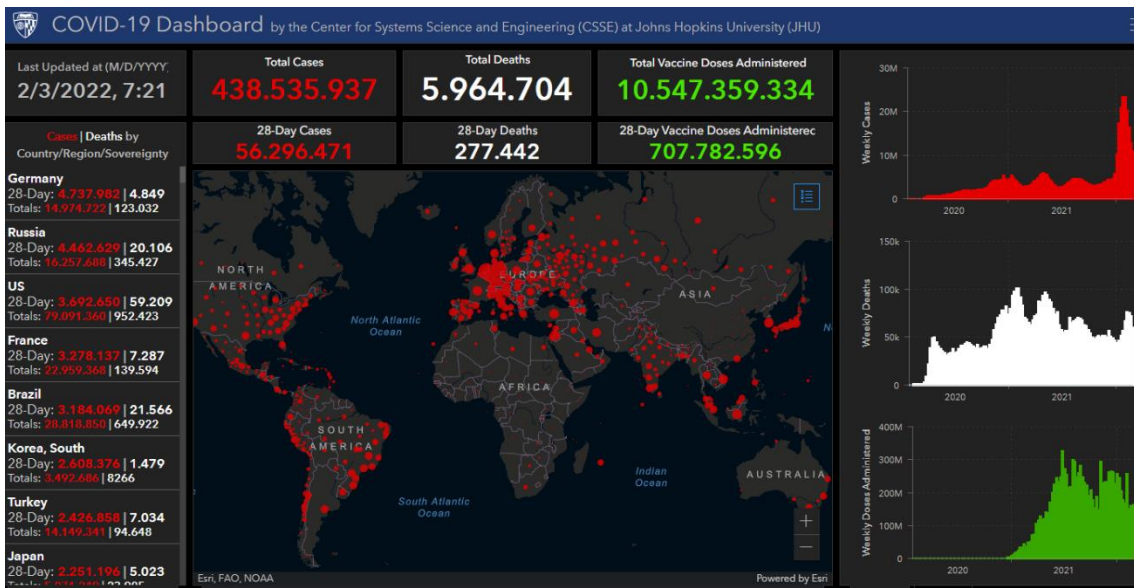 COVID-19 Dashboard by the Center for Systems Science and Engineering (CSSE) at Johns Hopkins University (JHU)
Last Updated at (M/D/YYYY)
2/3/2022, 7:21
Cases | Deaths by
Country/Region/Sovereignty
Germany
28-Day: 4.737.982 | 4.849
Totals: 14.974.722 | 123.032
Russia
28-Day: 4.462.629 | 20.106
Totals: 16.257.688 | 345.427
US
28-Day: 3.692.650 | 59.209
Totals: 79.091.360 | 952.423
France
28-Day: 3.278.137 | 7.287
Totals: 22.959.368 | 139.594
Brazil
28-Day: 3.184.069 | 21.566
Totals: 28.818.850 | 649.922
Korea, South
28-Day: 2.608.376 | 1.479
Totals: 3.492.686 | 8266
Turkey
28-Day: 2.426.858 | 7.034
Totals: 14.149.341 | 94.648
Japan
28-Day: 2.251.196 | 5.023
Total Cases
438.535.937
Total Deaths
5.964.704
Total Vaccine Doses Administered
10.547.359.334
28-Day Cases
56.296.471
28-Day Deaths
277.442
28-Day Vaccine Doses Administerec
707.782.596
NORTH
AMERICA
EUROPE
ASIA
North Atlantic
Ocean
AFRICA
SOUTH
AMERICA
Indian
Ocean
AUSTRALIA
South Atlantic
Ocean
Esri, FAO, NOAA
Powered by Esri
Weekly Cases
30M
20M
10M
0
2020
2021
Weekly Deaths
150k
100k
50k
0
2020
2021
Weekly Doses Administered
400M
300M
200M
100M
0
2020
2021